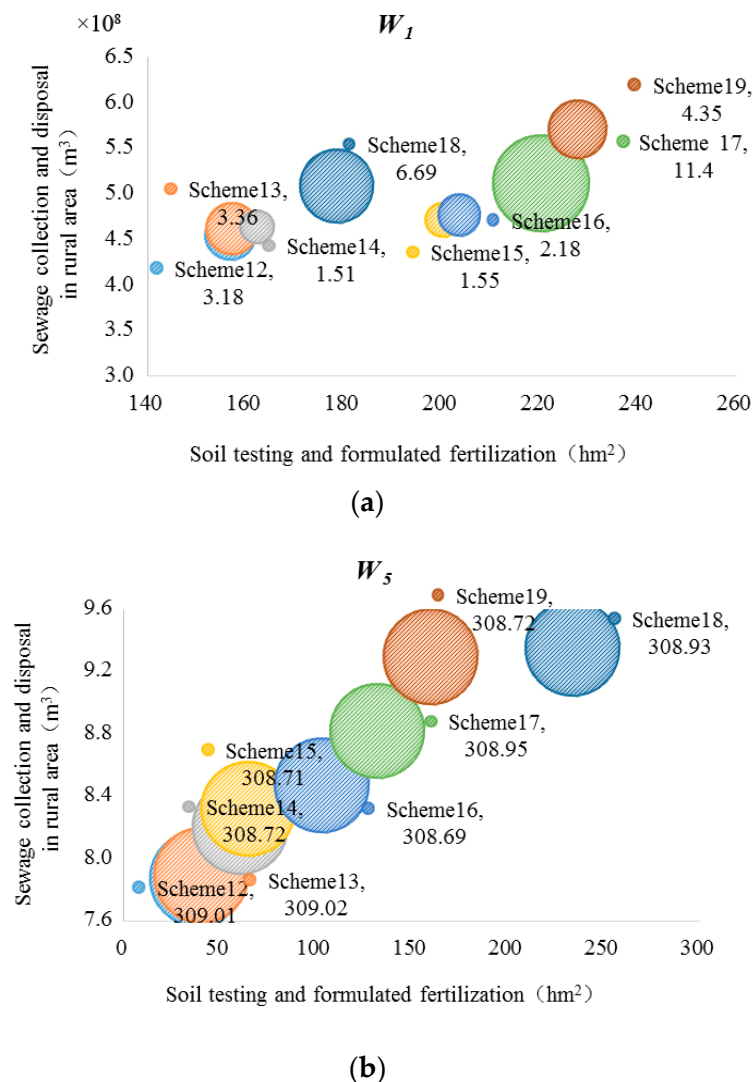 ×10⁸
W₁
6.5
6.0
5.5
5.0
4.5
4.0
3.5
3.0
Sewage collection and disposal
in rural area（m³）
Scheme19,
4.35
Scheme 17,
11.4
Scheme18,
6.69
Scheme13,
3.36
Scheme16,
2.18
Scheme14,
1.51
Scheme15,
1.55
Scheme12,
3.18
140
160
180
200
220
240
260
Soil testing and formulated fertilization（hm²）
(a)
W₅
9.6
9.2
8.8
8.4
8.0
7.6
Sewage collection and disposal
in rural area（m³）
Scheme19,
308.72
Scheme18,
308.93
Scheme17,
308.95
Scheme15,
308.71
Scheme14,
308.72
Scheme16,
308.69
Scheme12,
309.01
Scheme13,
309.02
0
50
100
150
200
250
300
Soil testing and formulated fertilization（hm²）
(b)